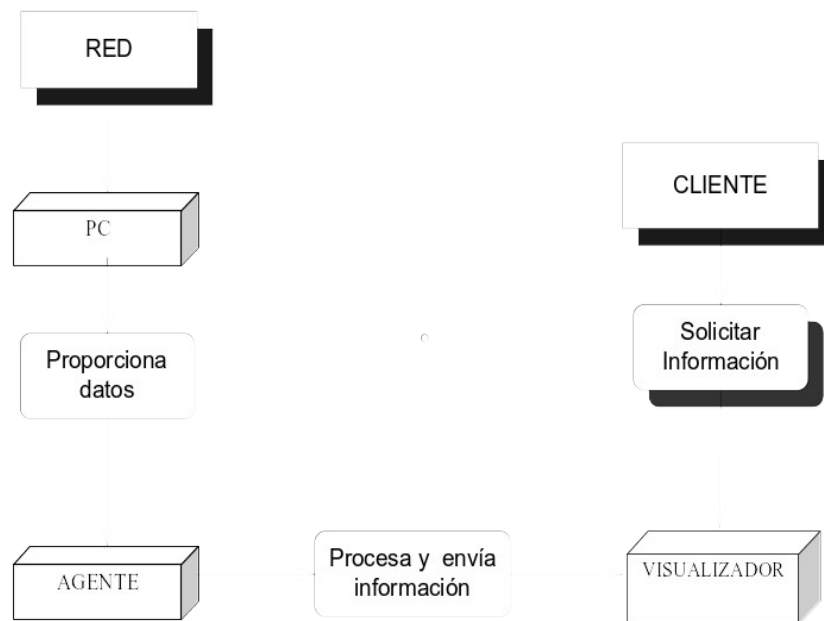 RED
CLIENTE
PC
Proporciona
datos
Solicitar
Información
AGENTE
Procesa y envía
información
VISUALIZADOR